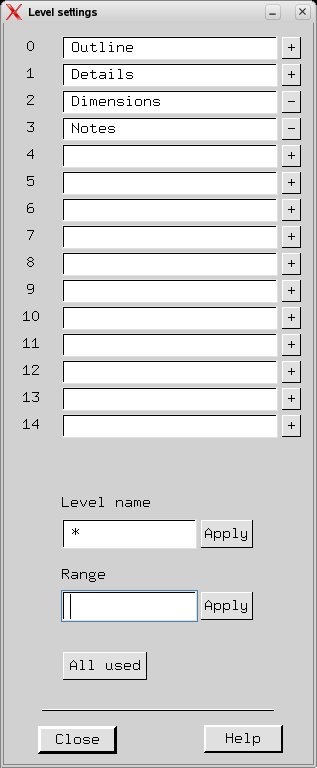 Level settings
0 Outline +
1 Details +
2 Dimensions −
3 Notes −
4 +
5 +
6 +
7 +
8 +
9 +
10 +
11 +
12 +
13 +
14 +
Level name
* Apply
Range
Apply
All used
Close Help